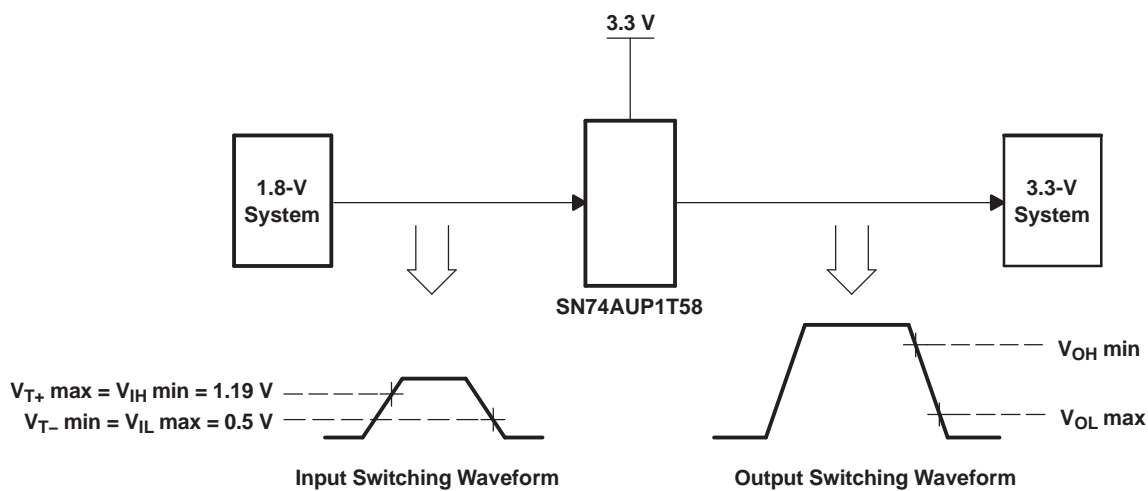 3.3 V
1.8-V
System
3.3-V
System
SN74AUP1T58
VT+ max = VIH min = 1.19 V
VT– min = VIL max = 0.5 V
VOH min
VOL max
Input Switching Waveform
Output Switching Waveform